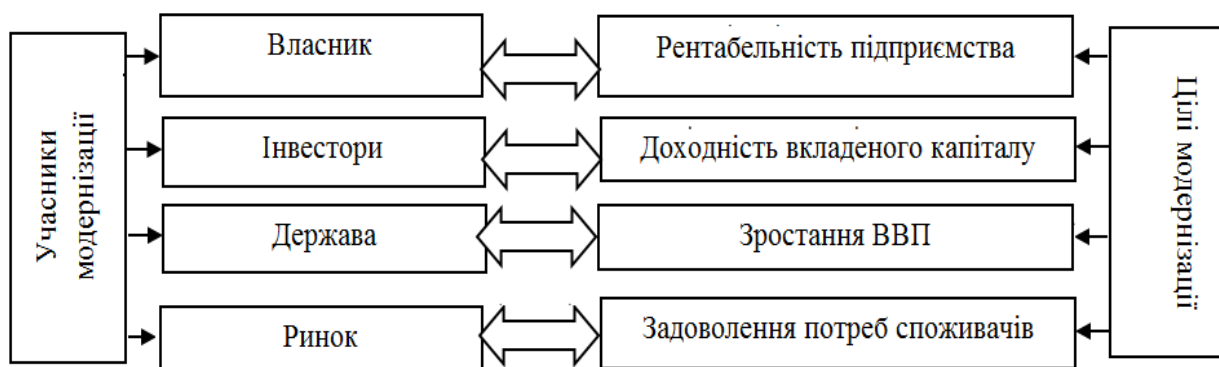 Учасники
модернізації
Власник
Рентабельність підприємства
Інвестори
Доходність вкладеного капіталу
Держава
Зростання ВВП
Ринок
Задоволення потреб споживачів
Цілі модернізації